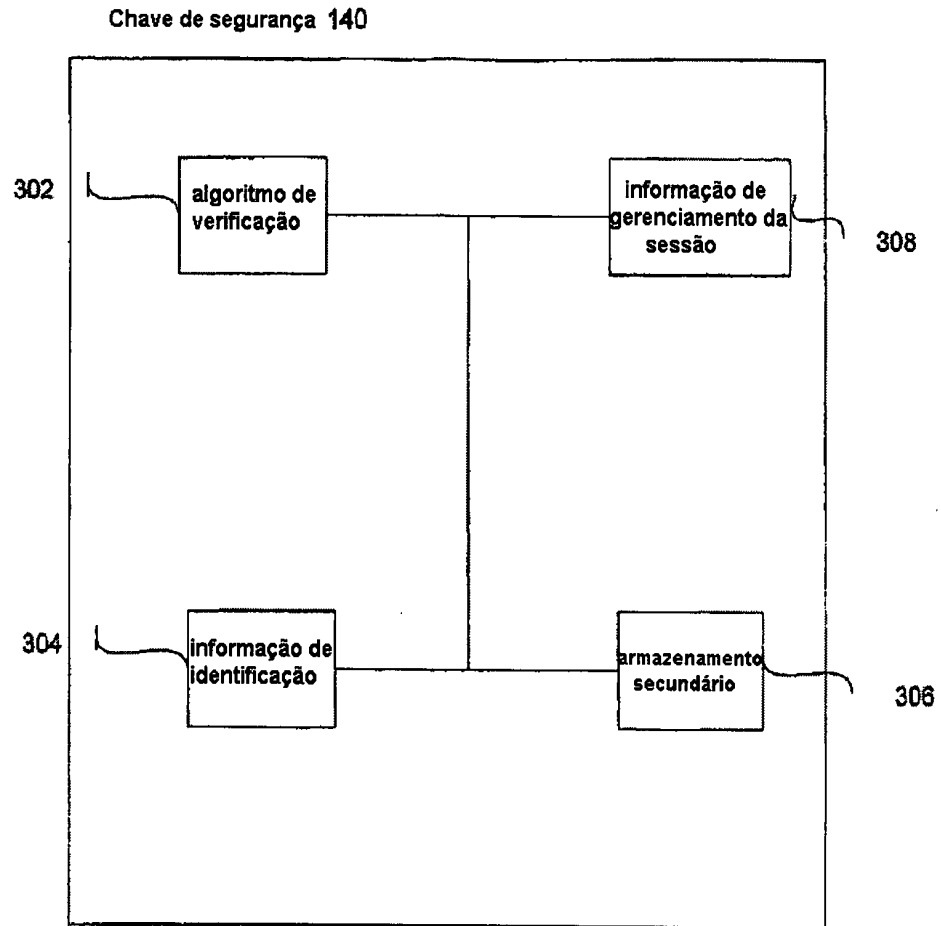 Chave de segurança 140
302
algoritmo de
verificação
informação de
gerenciamento da
sessão
308
304
informação de
identificação
armazenamento
secundário
306